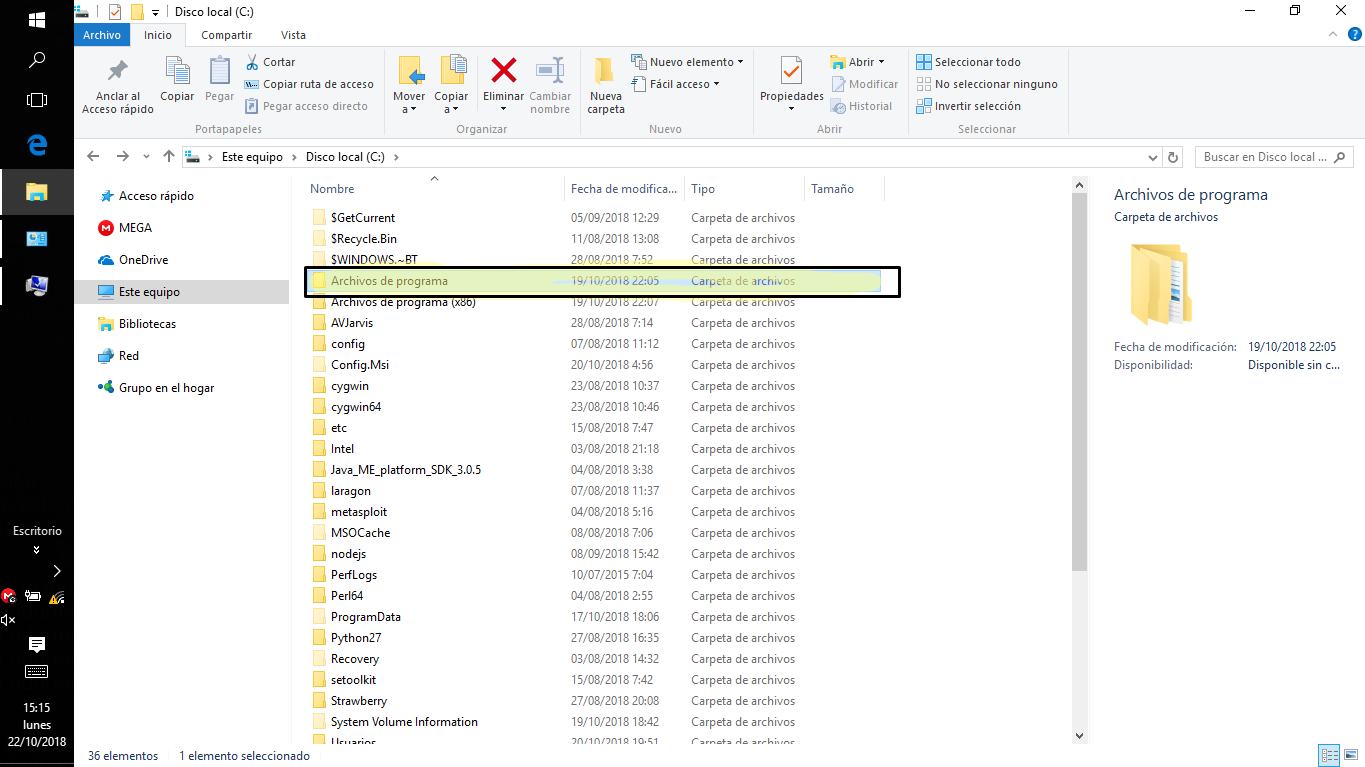 Disco local (C:)
Archivo Inicio Compartir Vista
Anclar al Acceso rápido
Copiar
Pegar
Cortar
Copiar ruta de acceso
Pegar acceso directo
Portapapeles
Mover a
Copiar a
Eliminar
Cambiar nombre
Organizar
Nueva carpeta
Nuevo elemento
Fácil acceso
Nuevo
Propiedades
Abrir
Modificar
Historial
Abrir
Seleccionar todo
No seleccionar ninguno
Invertir selección
Seleccionar
Este equipo > Disco local (C:) >
Buscar en Disco local ...
Acceso rápido
MEGA
OneDrive
Este equipo
Bibliotecas
Red
Grupo en el hogar
Nombre Fecha de modifica... Tipo Tamaño
$GetCurrent 05/09/2018 12:29 Carpeta de archivos
$Recycle.Bin 11/08/2018 13:08 Carpeta de archivos
$WINDOWS.~BT 28/08/2018 7:52 Carpeta de archivos
Archivos de programa 19/10/2018 22:05 Carpeta de archivos
Archivos de programa (x86) 19/10/2018 22:07 Carpeta de archivos
AVJarvis 28/08/2018 7:14 Carpeta de archivos
config 07/08/2018 11:12 Carpeta de archivos
Config.Msi 20/10/2018 4:56 Carpeta de archivos
cygwin 23/08/2018 10:37 Carpeta de archivos
cygwin64 23/08/2018 10:46 Carpeta de archivos
etc 15/08/2018 7:47 Carpeta de archivos
Intel 03/08/2018 21:18 Carpeta de archivos
Java_ME_platform_SDK_3.0.5 04/08/2018 3:38 Carpeta de archivos
laragon 07/08/2018 11:37 Carpeta de archivos
metasploit 04/08/2018 5:16 Carpeta de archivos
MSOCache 08/08/2018 7:06 Carpeta de archivos
nodejs 08/09/2018 15:42 Carpeta de archivos
PerfLogs 10/07/2015 7:04 Carpeta de archivos
Perl64 04/08/2018 2:55 Carpeta de archivos
ProgramData 17/10/2018 18:06 Carpeta de archivos
Python27 27/08/2018 16:35 Carpeta de archivos
Recovery 03/08/2018 14:32 Carpeta de archivos
setoolkit 15/08/2018 7:42 Carpeta de archivos
Strawberry 27/08/2018 20:08 Carpeta de archivos
System Volume Information 19/10/2018 18:42 Carpeta de archivos
Usuarios 20/10/2018 19:51 Carpeta de archivos
Archivos de programa
Carpeta de archivos
Fecha de modificación: 19/10/2018 22:05
Disponibilidad: Disponible sin c...
36 elementos 1 elemento seleccionado
Escritorio
15:15
lunes
22/10/2018